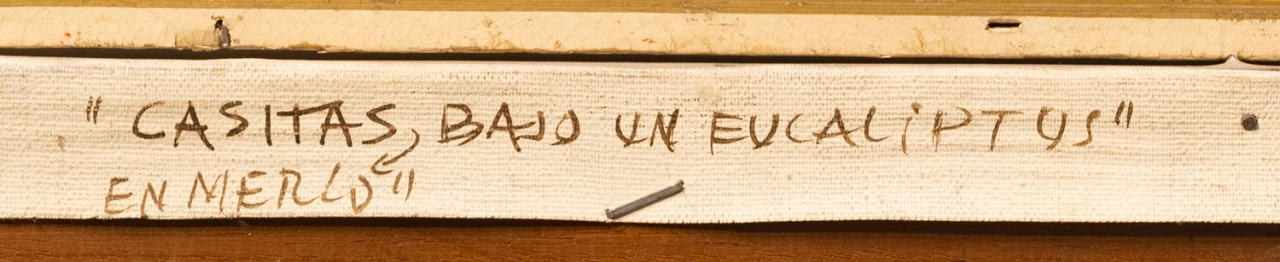 " CASITAS, BAJO UN EUCALiPTUS"
EN MERLO"